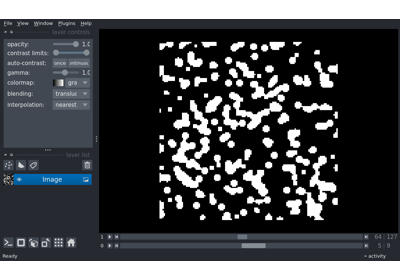 File View Window Plugins Help
layer controls
opacity: 1.0
contrast limits:
auto-contrast: once
gamma: 1.0
colormap: gra
blending: translu
interpolation: nearest
layer list
Image
1 64 127
0 5 9
Ready activity